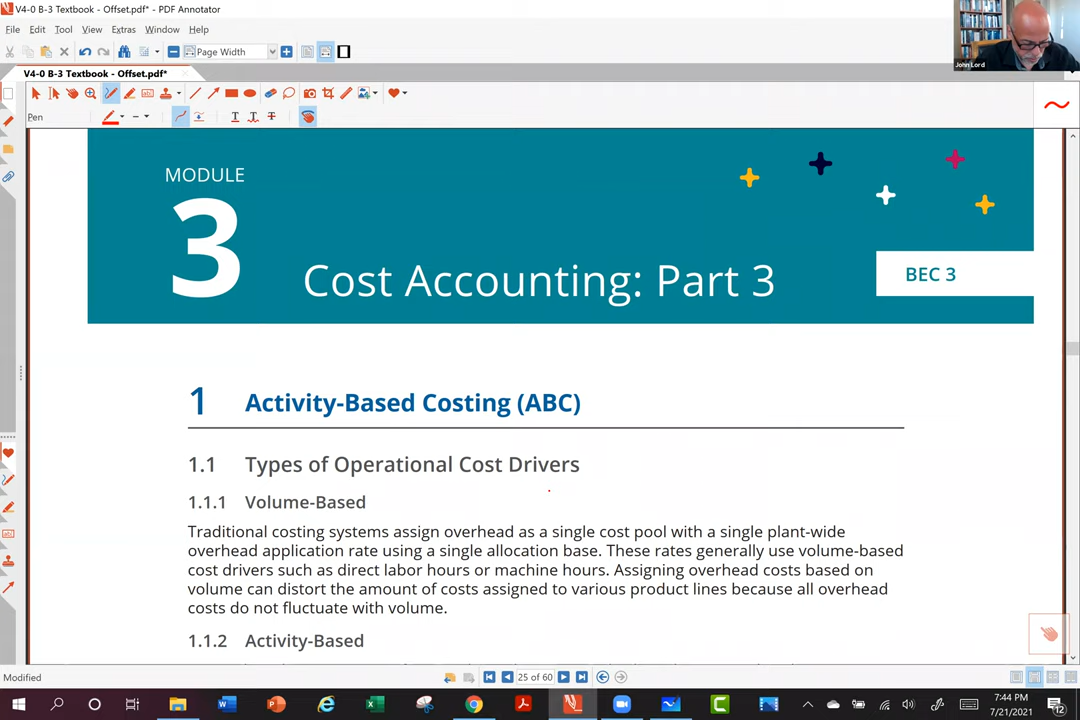 V4-0 B-3 Textbook - Offset.pdf* - PDF Annotator
File Edit Tool View Extras Window Help
Page Width
John Lord
V4-0 B-3 Textbook - Offset.pdf*
Pen
MODULE
3
Cost Accounting: Part 3
BEC 3
1 Activity-Based Costing (ABC)
1.1 Types of Operational Cost Drivers
1.1.1 Volume-Based
Traditional costing systems assign overhead as a single cost pool with a single plant-wide
overhead application rate using a single allocation base. These rates generally use volume-based
cost drivers such as direct labor hours or machine hours. Assigning overhead costs based on
volume can distort the amount of costs assigned to various product lines because all overhead
costs do not fluctuate with volume.
1.1.2 Activity-Based
Modified
25 of 60
7:44 PM
7/21/2021
12